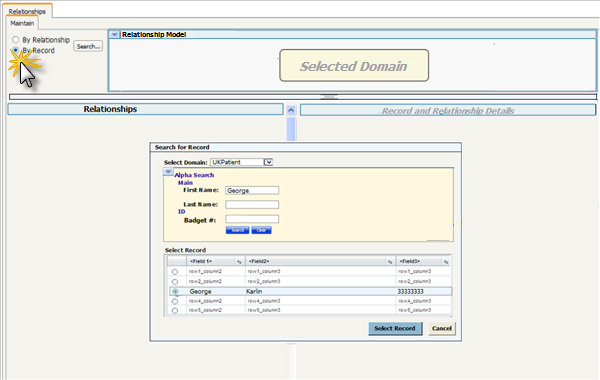 Relationships
Maintain
By Relationship
By Record
Search...
Relationship Model
Selected Domain
Relationships
Record and Relationship Details
Search for Record
Select Domain: UKPatient
Alpha Search
Main
First Name: George
Last Name:
ID
Budget #:
Search Clear
Select Record
<Field 1> <Field2> <Field3>
row1_column2 row1_column3 row1_column3
row2_column2 row2_column3 row2_column3
George Karlin 33333333
row4_column2 row4_column3 row4_column3
row5_column2 row5_column3 row5_column3
Select Record Cancel